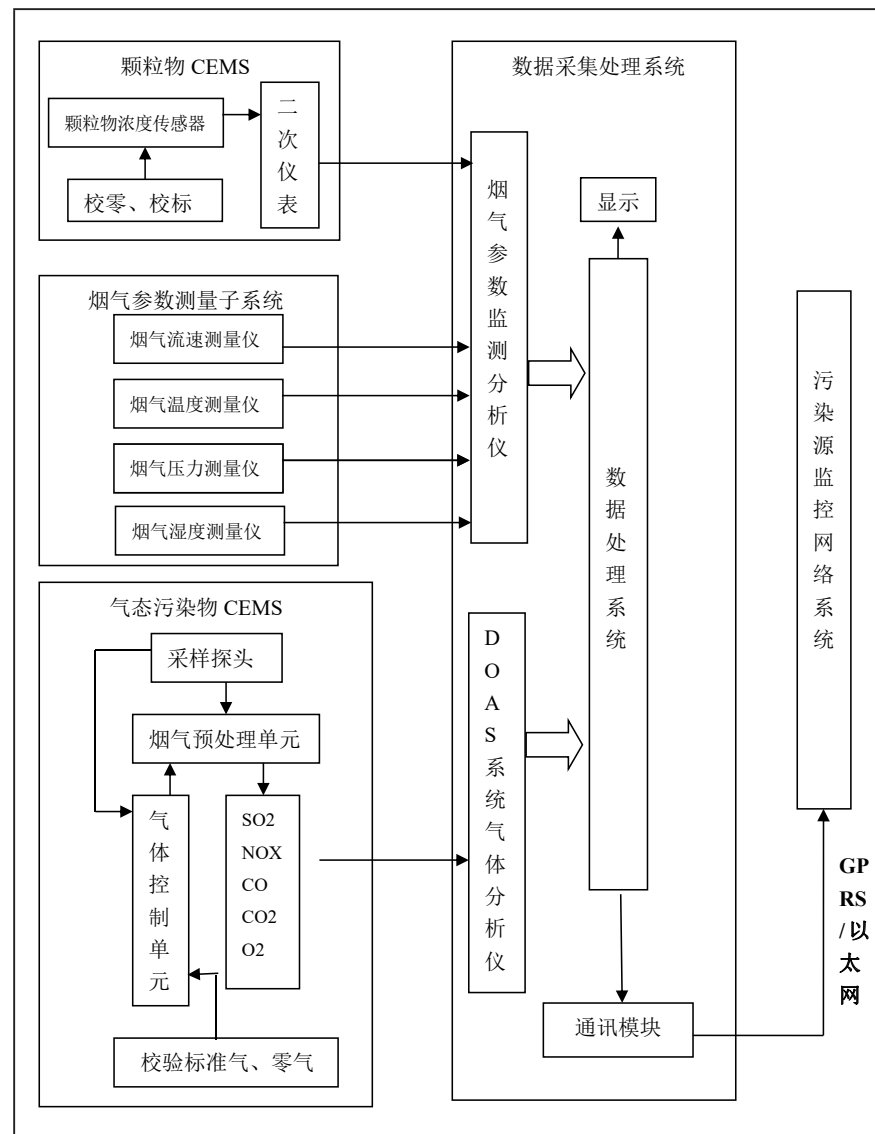 颗粒物 CEMS
颗粒物浓度传感器
二次仪表
校零、校标
烟气参数测量子系统
烟气流速测量仪
烟气温度测量仪
烟气压力测量仪
烟气湿度测量仪
气态污染物 CEMS
采样探头
烟气预处理单元
气体控制单元
SO2
NOX
CO
CO2
O2
校验标准气、零气
数据采集处理系统
烟气参数监测分析仪
DOAS系统气体分析仪
显示
数据处理系统
通讯模块
污染源监控网络系统
GP
RS
/以
太
网